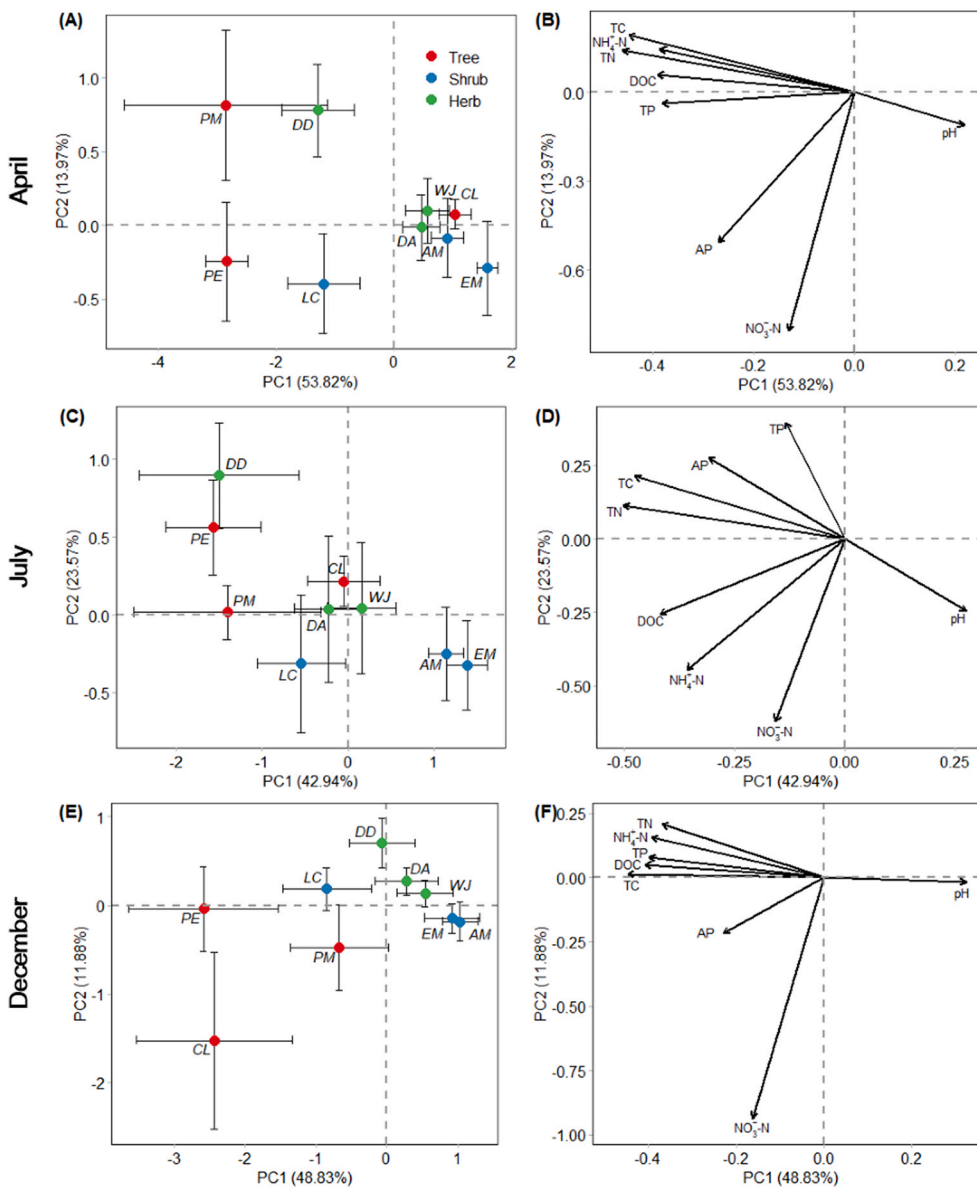 (A)
Tree
Shrub
Herb
PM
DD
WJ
CL
DA
AM
PE
LC
EM
1.0
0.5
0.0
-0.5
-4
-2
0
2
PC2 (13.97%)
PC1 (53.82%)
April
(B)
TC
NH₄⁺-N
TN
DOC
TP
pH
AP
NO₃⁻-N
0.0
-0.3
-0.6
-0.6
-0.4
-0.2
0.0
0.2
PC2 (13.97%)
PC1 (53.82%)
(C)
DD
PE
CL
PM
WJ
DA
LC
AM
EM
1.0
0.5
0.0
-0.5
-2
-1
0
1
PC2 (23.57%)
PC1 (42.94%)
July
(D)
TP
AP
TC
TN
DOC
pH
NH₄⁺-N
NO₃⁻-N
0.25
0.00
-0.25
-0.50
-0.50
-0.25
0.00
0.25
PC2 (23.57%)
PC1 (42.94%)
(E)
DD
DA
LC
WJ
PE
EM
AM
PM
CL
1
0
-1
-2
-3
-2
-1
0
1
PC2 (11.88%)
PC1 (48.83%)
December
(F)
TN
NH₄⁺-N
TP
DOC
TC
pH
AP
NO₃⁻-N
0.25
0.00
-0.25
-0.50
-0.75
-1.00
-0.6
-0.4
-0.2
0.0
0.2
PC2 (11.88%)
PC1 (48.83%)